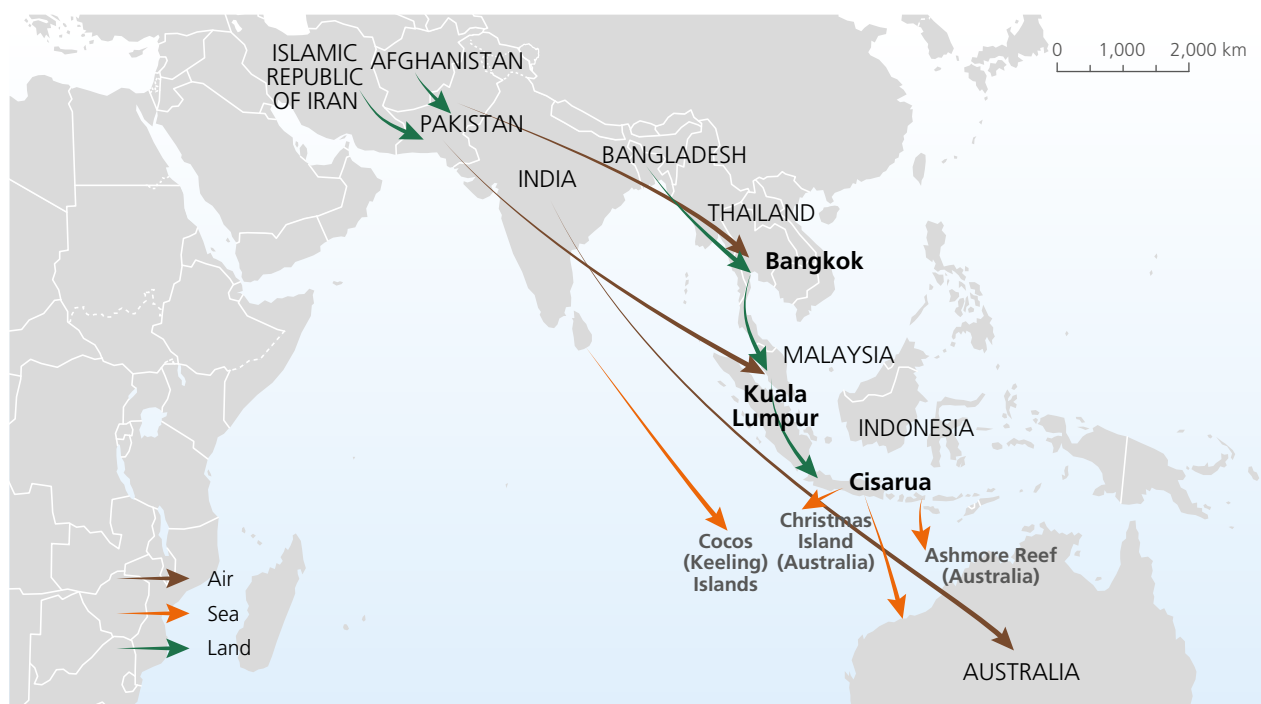 ISLAMIC
REPUBLIC
OF IRAN
AFGHANISTAN
0 1,000 2,000 km
PAKISTAN
BANGLADESH
INDIA
THAILAND
Bangkok
MALAYSIA
Kuala
Lumpur
INDONESIA
Cisarua
Christmas
Island
(Australia)
Cocos
(Keeling)
Islands
Ashmore Reef
(Australia)
Air
Sea
Land
AUSTRALIA